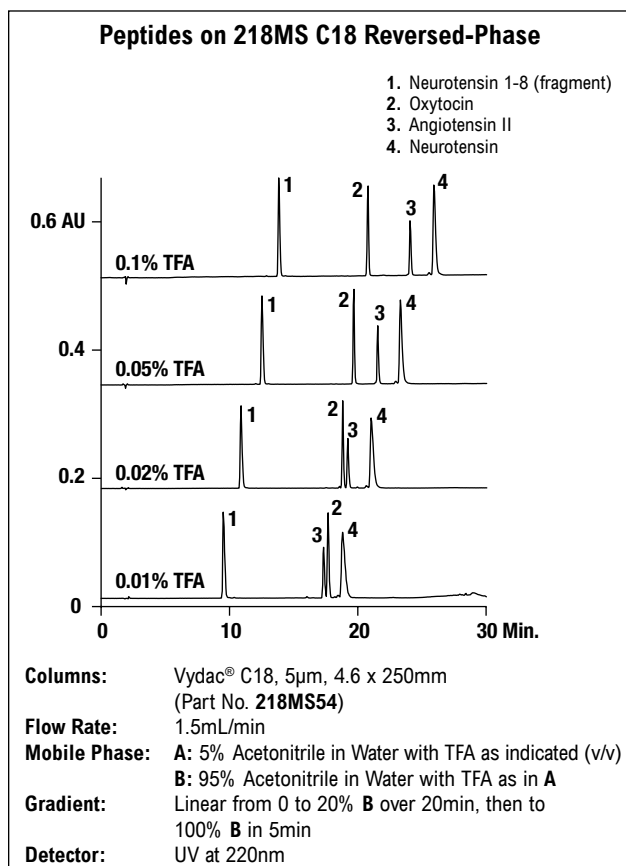 Peptides on 218MS C18 Reversed-Phase
1. Neurotensin 1-8 (fragment)
2. Oxytocin
3. Angiotensin II
4. Neurotensin
0.6 AU
1
2
3
4
0.1% TFA
0.4
1
2
3
4
0.05% TFA
0.2
1
2
3
4
0.02% TFA
0
1
3
2
4
0.01% TFA
0 10 20 30 Min.
Columns: Vydac® C18, 5µm, 4.6 x 250mm
(Part No. 218MS54)
Flow Rate: 1.5mL/min
Mobile Phase: A: 5% Acetonitrile in Water with TFA as indicated (v/v)
B: 95% Acetonitrile in Water with TFA as in A
Gradient: Linear from 0 to 20% B over 20min, then to
100% B in 5min
Detector: UV at 220nm